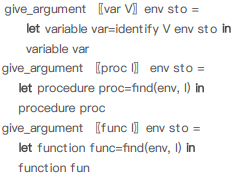 give_argument 〚var V〛 env sto =
let variable var=identify V env sto in
variable var
give_argument 〚proc I〛 env sto =
let procedure proc=find(env, I) in
procedure proc
give_argument 〚func I〛 env sto =
let function func=find(env, I) in
function fun